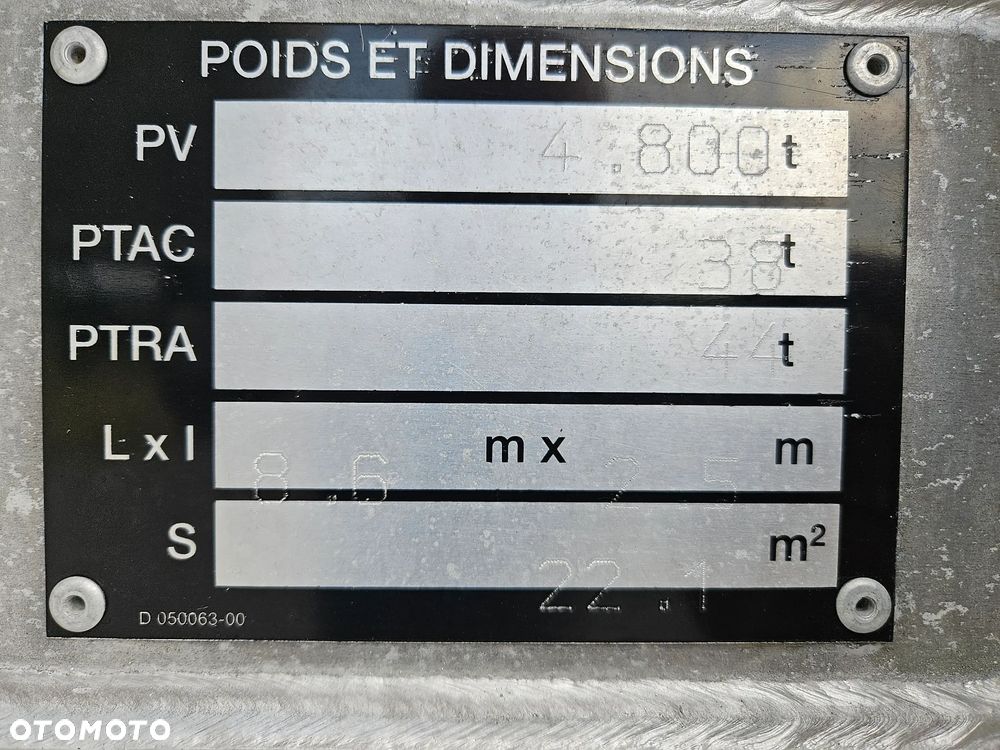 POIDS ET DIMENSIONS
PV 4.800 t
PTAC 38 t
PTRA 44 t
L x l 8.6 m x 2.5 m
S 22.1 m²
D 050063-00
OTOMOTO